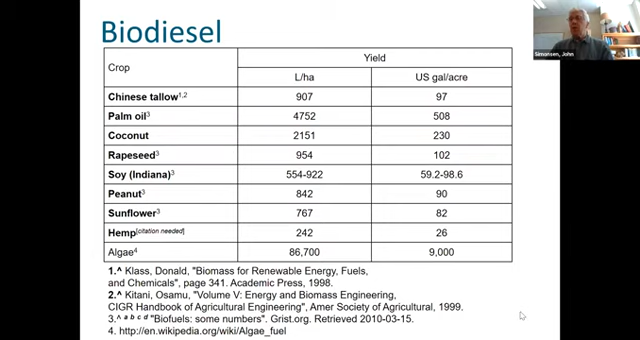 Biodiesel
Simonsen, John
Crop Yield
L/ha US gal/acre
Chinese tallow1,2 907 97
Palm oil3 4752 508
Coconut 2151 230
Rapeseed3 954 102
Soy (Indiana)3 554-922 59.2-98.6
Peanut3 842 90
Sunflower3 767 82
Hemp[citation needed] 242 26
Algae4 86,700 9,000
1.^ Klass, Donald, "Biomass for Renewable Energy, Fuels,
and Chemicals", page 341. Academic Press, 1998.
2.^ Kitani, Osamu, "Volume V: Energy and Biomass Engineering,
CIGR Handbook of Agricultural Engineering", Amer Society of Agricultural, 1999.
3.^ a b c d "Biofuels: some numbers". Grist.org. Retrieved 2010-03-15.
4. http://en.wikipedia.org/wiki/Algae_fuel